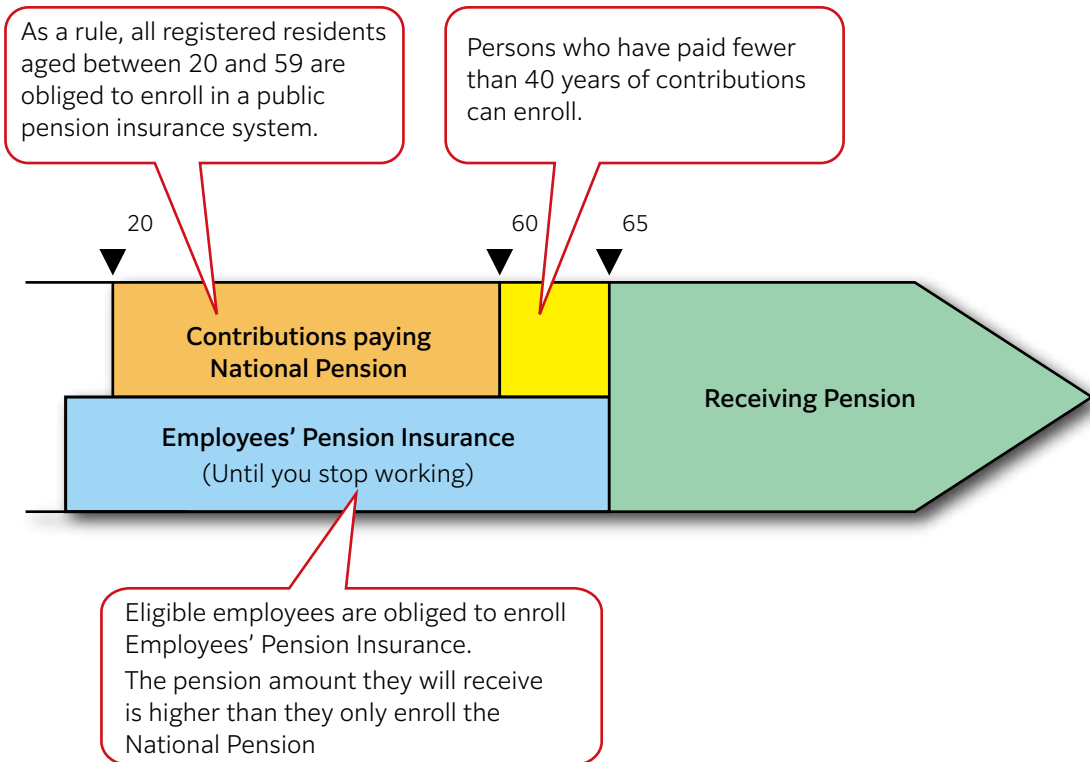 As a rule, all registered residents
aged between 20 and 59 are
obliged to enroll in a public
pension insurance system.
Persons who have paid fewer
than 40 years of contributions
can enroll.
20
60
65
Contributions paying
National Pension
Employees’ Pension Insurance
(Until you stop working)
Receiving Pension
Eligible employees are obliged to enroll
Employees’ Pension Insurance.
The pension amount they will receive
is higher than they only enroll the
National Pension